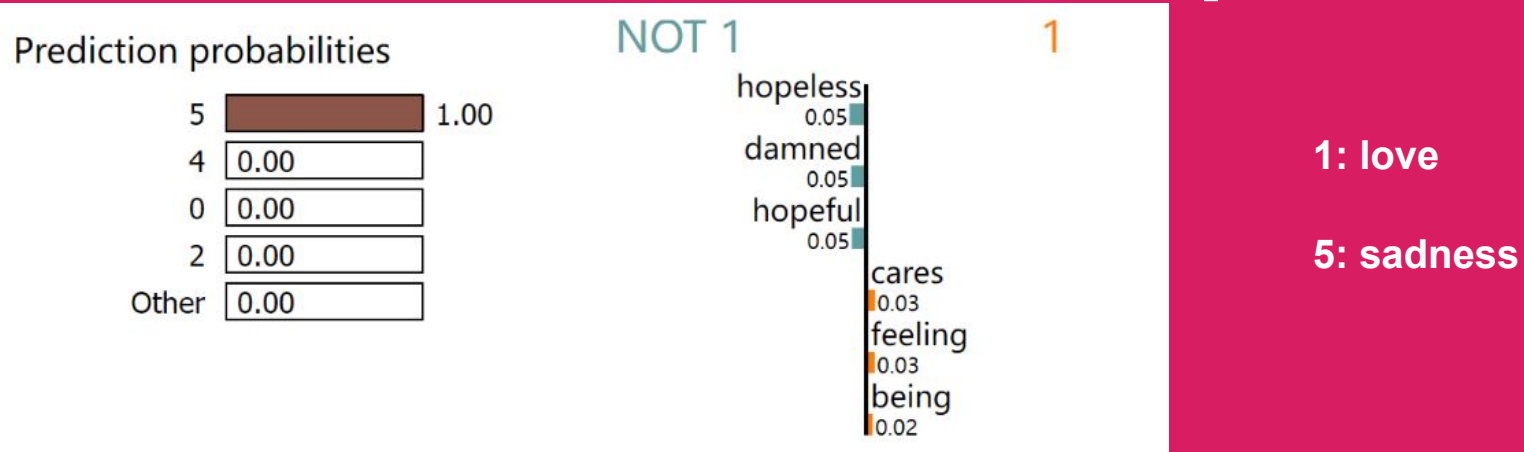 Prediction probabilities
5 1.00
4 0.00
0 0.00
2 0.00
Other 0.00
NOT 1 1
hopeless
0.05
damned
0.05
hopeful
0.05
cares
0.03
feeling
0.03
being
0.02
1: love
5: sadness